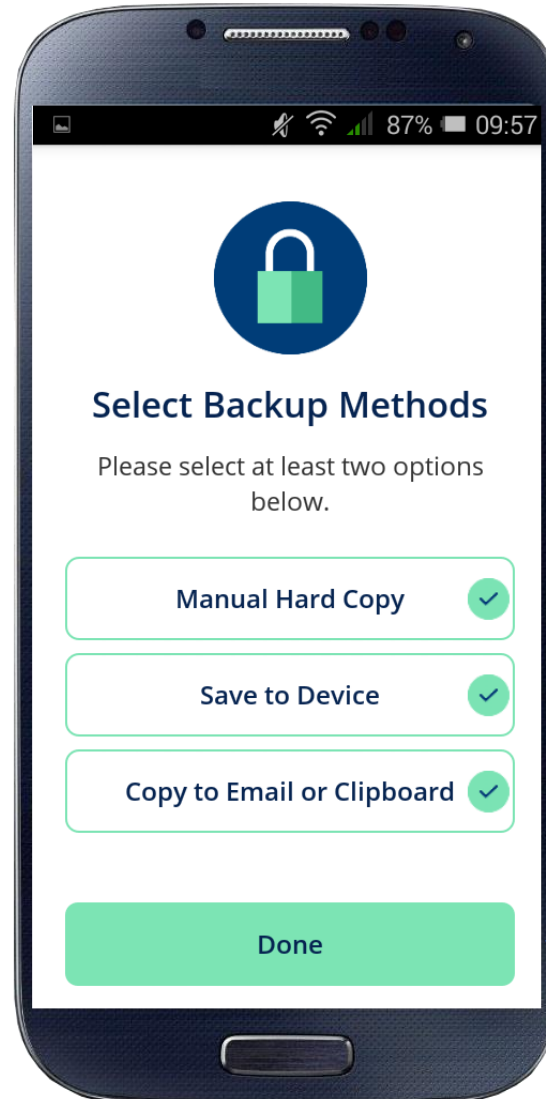 87% 09:57
Select Backup Methods
Please select at least two options
below.
Manual Hard Copy
Save to Device
Copy to Email or Clipboard
Done